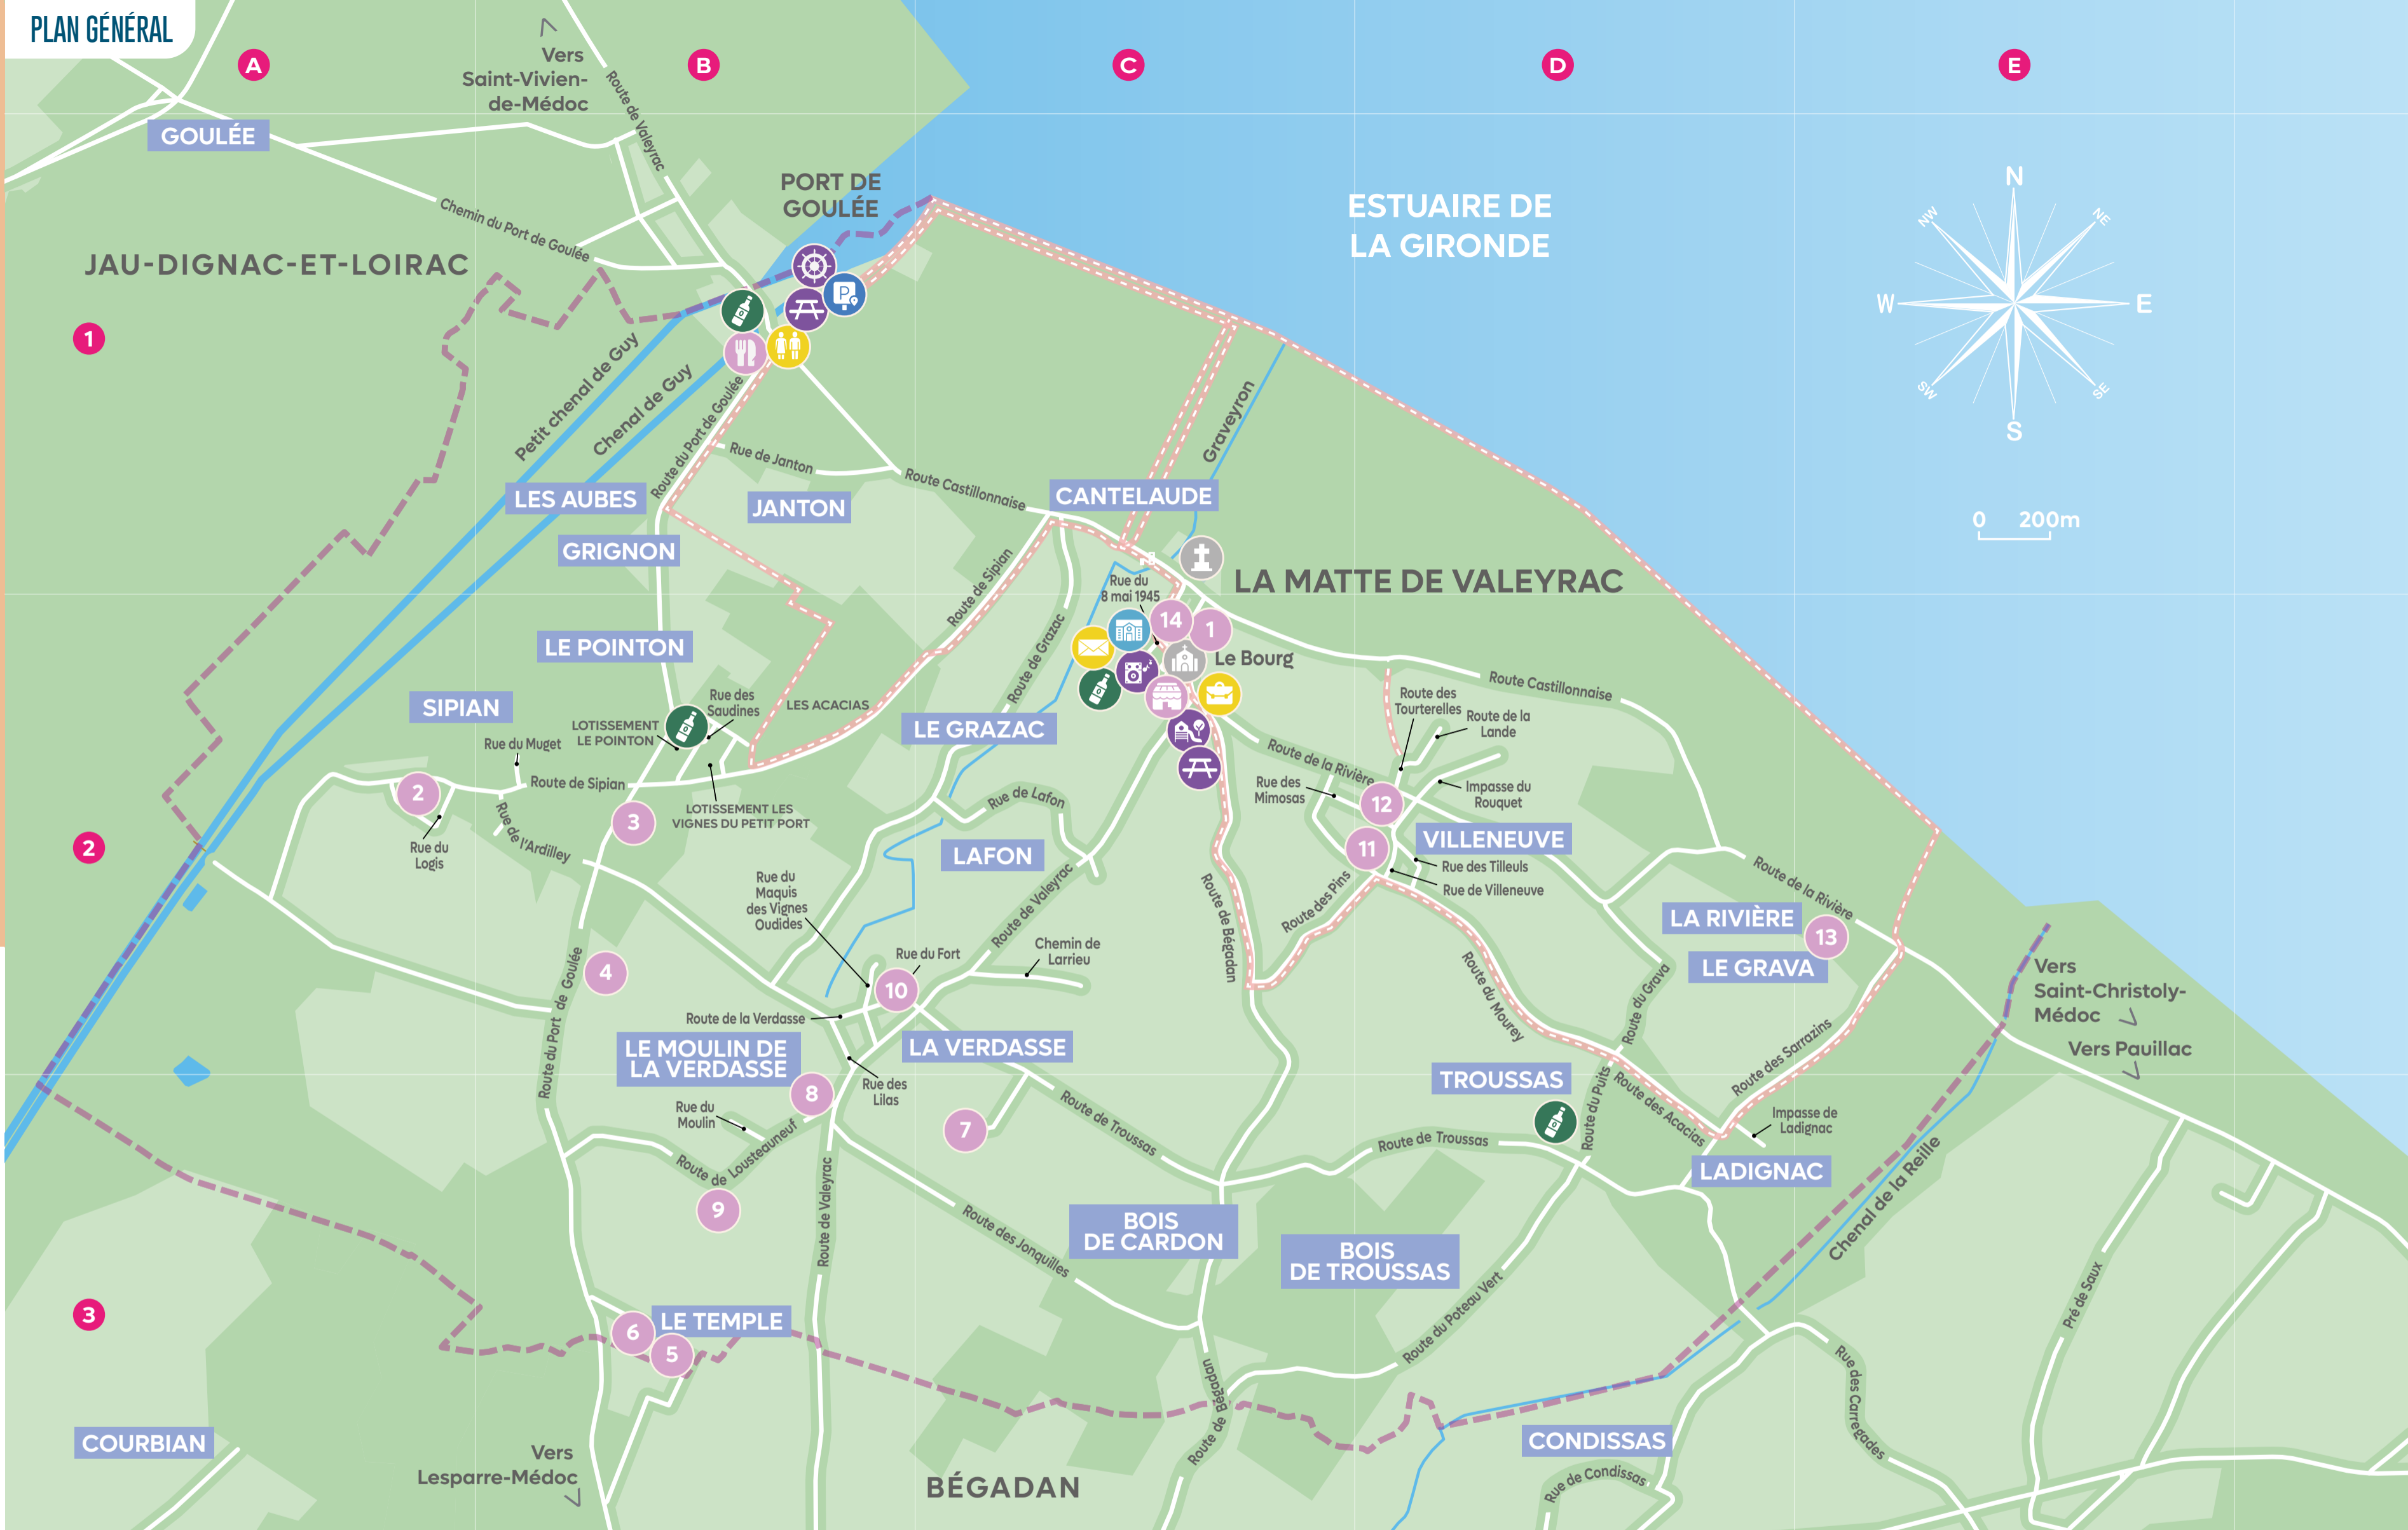 PLAN GÉNÉRAL
A
B
C
D
E
1
2
3
Vers
Saint-Vivien-
de-Médoc
Route de Valeyrac
GOULÉE
Chemin du Port de Goulée
JAU-DIGNAC-ET-LOIRAC
PORT DE
GOULÉE
P
ESTUAIRE DE
LA GIRONDE
N
NE
E
SE
S
SW
W
NW
0 200m
Petit chenal de Guy
Chenal de Guy
Route du Port de Goulée
Rue de Janton
Route Castillonnaise
Graveyron
LES AUBES
JANTON
CANTELAUDE
GRIGNON
Route de Sipian
Rue du
8 mai 1945
LA MATTE DE VALEYRAC
14
1
Le Bourg
LE POINTON
Route de Grazac
SIPIAN
Rue des
Saudines
LES ACACIAS
LOTISSEMENT
LE POINTON
LE GRAZAC
Rue du Muget
Route de Sipian
2
Rue du
Logis
Rue de l'Ardilley
3
LOTISSEMENT LES
VIGNES DU PETIT PORT
Route Castillonnaise
Route des
Tourterelles
Route de la
Lande
Route de la Rivière
Rue des
Mimosas
Impasse du
Rouquet
12
VILLENEUVE
11
Rue des Tilleuls
Rue de Villeneuve
Rue de Lafon
LAFON
Route de Valeyrac
Route de Bégadan
Route des Pins
Rue du
Maquis
des Vignes
Oudides
Route de la Rivière
LA RIVIÈRE
13
LE GRAVA
4
Route du Port de Goulée
Rue du Fort
10
Chemin de
Larrieu
Route de la Verdasse
LE MOULIN DE
LA VERDASSE
LA VERDASSE
Route du Mourey
Route du Grava
Vers
Saint-Christoly-
Médoc
Vers Pauillac
Route des Sarrazins
8
Rue des
Lilas
Rue du
Moulin
7
Route de Troussas
TROUSSAS
Route du Puits
Route des Acacias
Impasse de
Ladignac
Route de Lousteauneuf
Route de Troussas
LADIGNAC
Chenal de la Reille
9
Route de Valeyrac
Route des Jonquilles
BOIS
DE CARDON
BOIS
DE TROUSSAS
Route du Poteau Vert
Pré de Saux
LE TEMPLE
6
5
Route de Bégadan
Rue des Carregades
COURBIAN
Vers
Lesparre-Médoc
BÉGADAN
CONDISSAS
Rue de Condissas